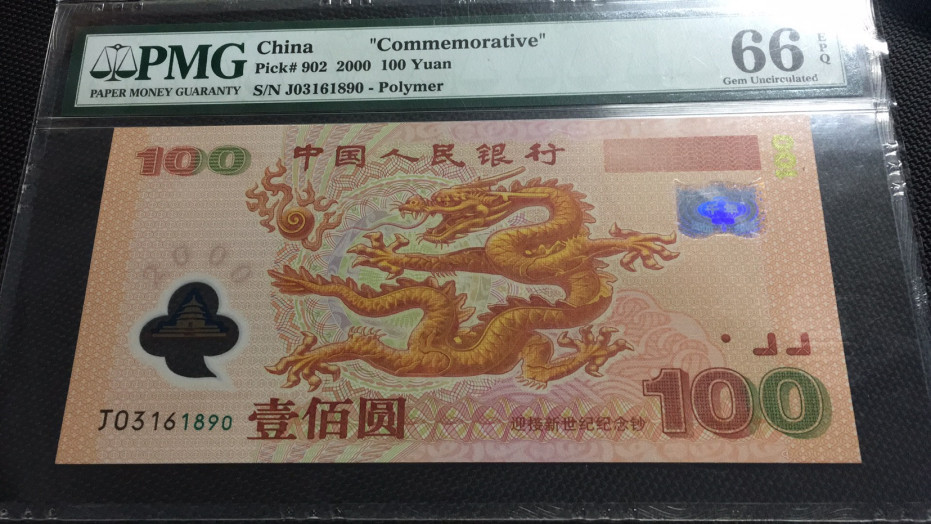 PMG
PAPER MONEY GUARANTY
China "Commemorative"
Pick# 902 2000 100 Yuan
S/N J03161890 - Polymer
66 EPQ
Gem Uncirculated
100 中国人民银行
2000
J03161890 壹佰圆
迎接新世纪纪念钞 100